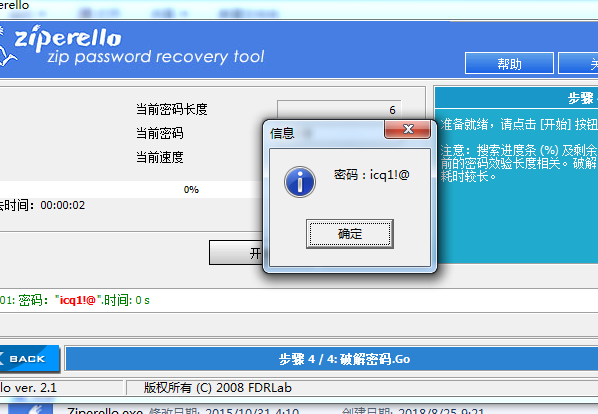 erello
ziperello
zip password recovery tool
帮助
关
当前密码长度
6
当前密码
当前速度
0%
去时间：00:00:02
步骤
准备就绪，请点击 [开始] 按钮
注意：搜索进度条 (%) 及剩余
前的密码效验长度相关。破解
耗时较长。
信息
密码：icq1!@
确定
开
01: 密码："icq1!@".时间: 0 s
BACK
步骤 4 / 4: 破解密码.Go
llo ver. 2.1
版权所有 (C) 2008 FDRLab
Ziperello.exe 修改日期: 2015/10/31 4:10 创建日期: 2018/8/25 9:21